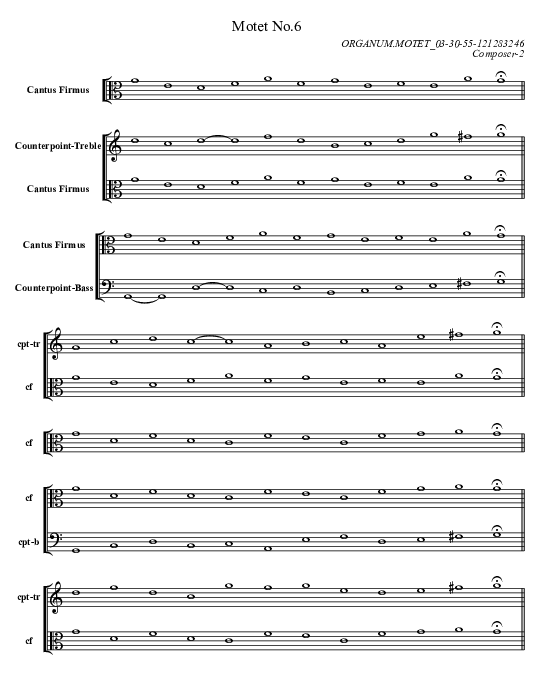 Motet No.6
ORGANUM.MOTET_03-30-55-121283246
Composer-2
Cantus Firmus
Counterpoint-Treble
Cantus Firmus
Cantus Firmus
Counterpoint-Bass
cpt-tr
cf
cf
cf
cpt-b
cpt-tr
cf